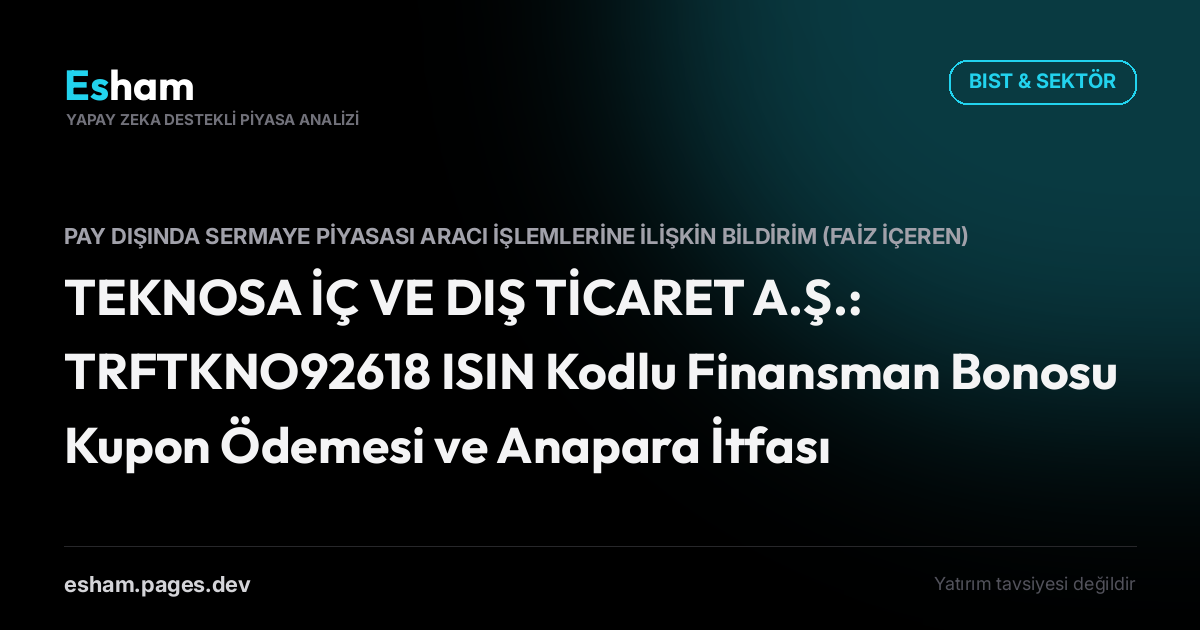 Esham
YAPAY ZEKA DESTEKLİ PİYASA ANALİZİ
BIST & SEKTÖR
PAY DIŞINDA SERMAYE PİYASASI ARACI İŞLEMLERİNE İLİŞKİN BİLDİRİM (FAİZ İÇEREN)
TEKNOSA İÇ VE DIŞ TİCARET A.Ş.:
TRFTKNO92618 ISIN Kodlu Finansman Bonosu
Kupon Ödemesi ve Anapara İtfası
esham.pages.dev
Yatırım tavsiyesi değildir